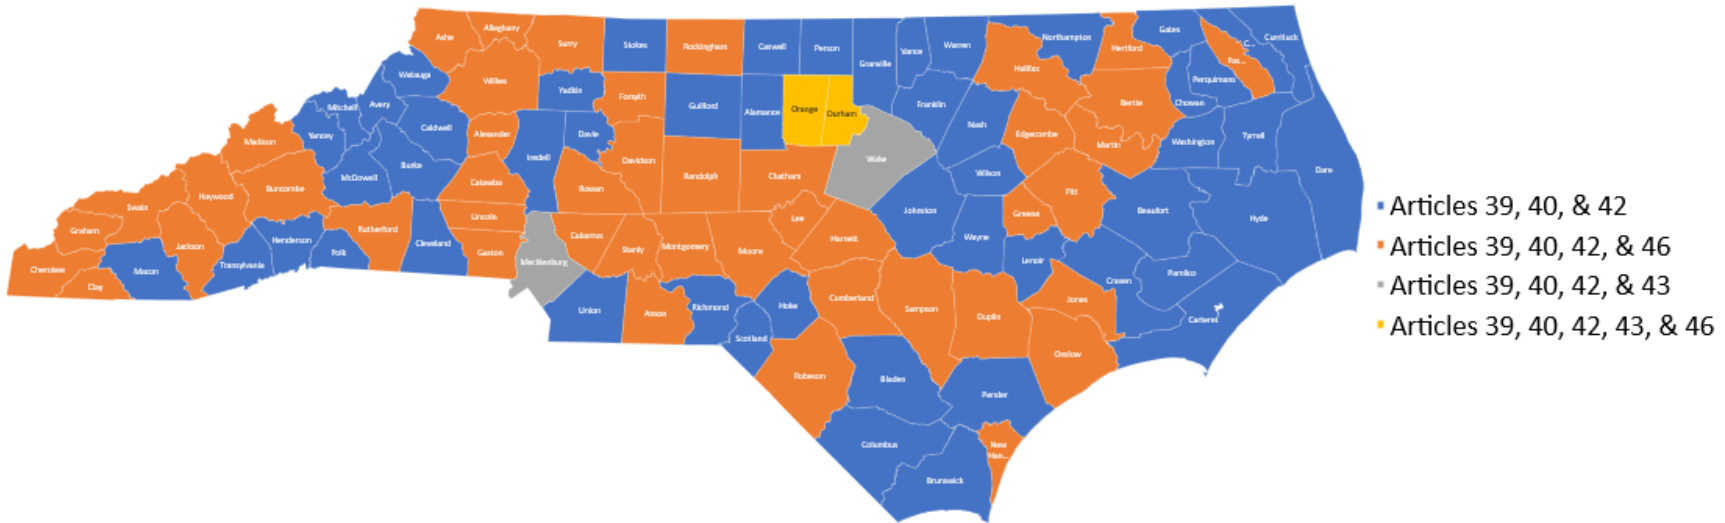 Ashe
Alleghany
Surry
Stokes
Rockingham
Caswell
Person
Granville
Vance
Warren
Northampton
Halifax
Hertford
Gates
C...
Currituck
Pas...
Perquimans
Chowan
Bertie
Watauga
Wilkes
Yadkin
Forsyth
Guilford
Alamance
Orange
Durham
Franklin
Nash
Edgecombe
Martin
Washington
Tyrrell
Dare
Mitchell
Avery
Yancey
Caldwell
Alexander
Iredell
Davie
Madison
Burke
McDowell
Catawba
Rowan
Davidson
Randolph
Chatham
Wake
Wilson
Pitt
Greene
Beaufort
Hyde
Buncombe
Haywood
Swain
Graham
Jackson
Rutherford
Lincoln
Cleveland
Gaston
Cabarrus
Stanly
Montgomery
Moore
Lee
Harnett
Johnston
Wayne
Lenoir
Craven
Pamlico
Cherokee
Clay
Macon
Transylvania
Henderson
Polk
Mecklenburg
Union
Anson
Richmond
Scotland
Hoke
Cumberland
Sampson
Duplin
Jones
Onslow
Carteret
Robeson
Bladen
Pender
Columbus
Brunswick
New
Han...
Articles 39, 40, & 42
Articles 39, 40, 42, & 46
Articles 39, 40, 42, & 43
Articles 39, 40, 42, 43, & 46